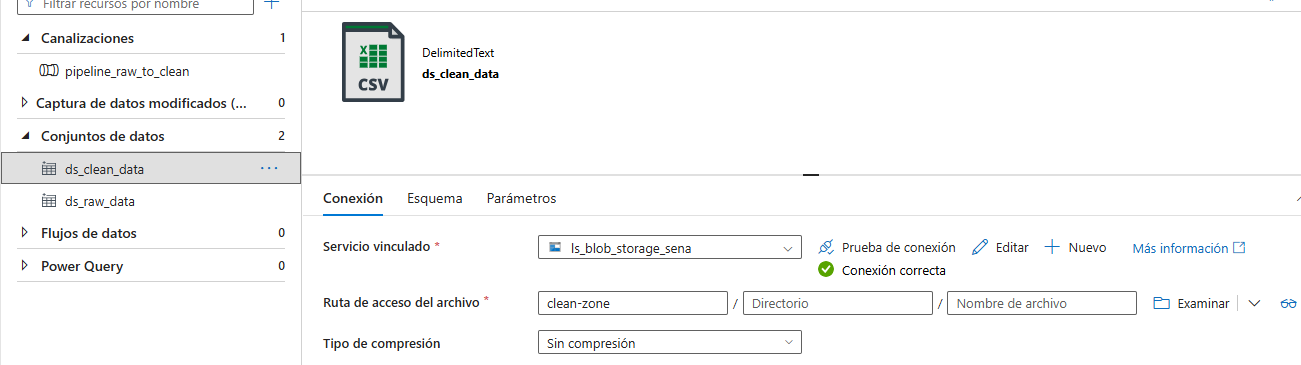 Filtrar recursos por nombre
Canalizaciones 1
pipeline_raw_to_clean
Captura de datos modificados (... 0
Conjuntos de datos 2
ds_clean_data ...
ds_raw_data
Flujos de datos 0
Power Query 0
CSV
DelimitedText
ds_clean_data
Conexión Esquema Parámetros
Servicio vinculado * ls_blob_storage_sena Prueba de conexión Editar Nuevo Más información
Conexión correcta
Ruta de acceso del archivo * clean-zone / Directorio / Nombre de archivo Examinar
Tipo de compresión Sin compresión